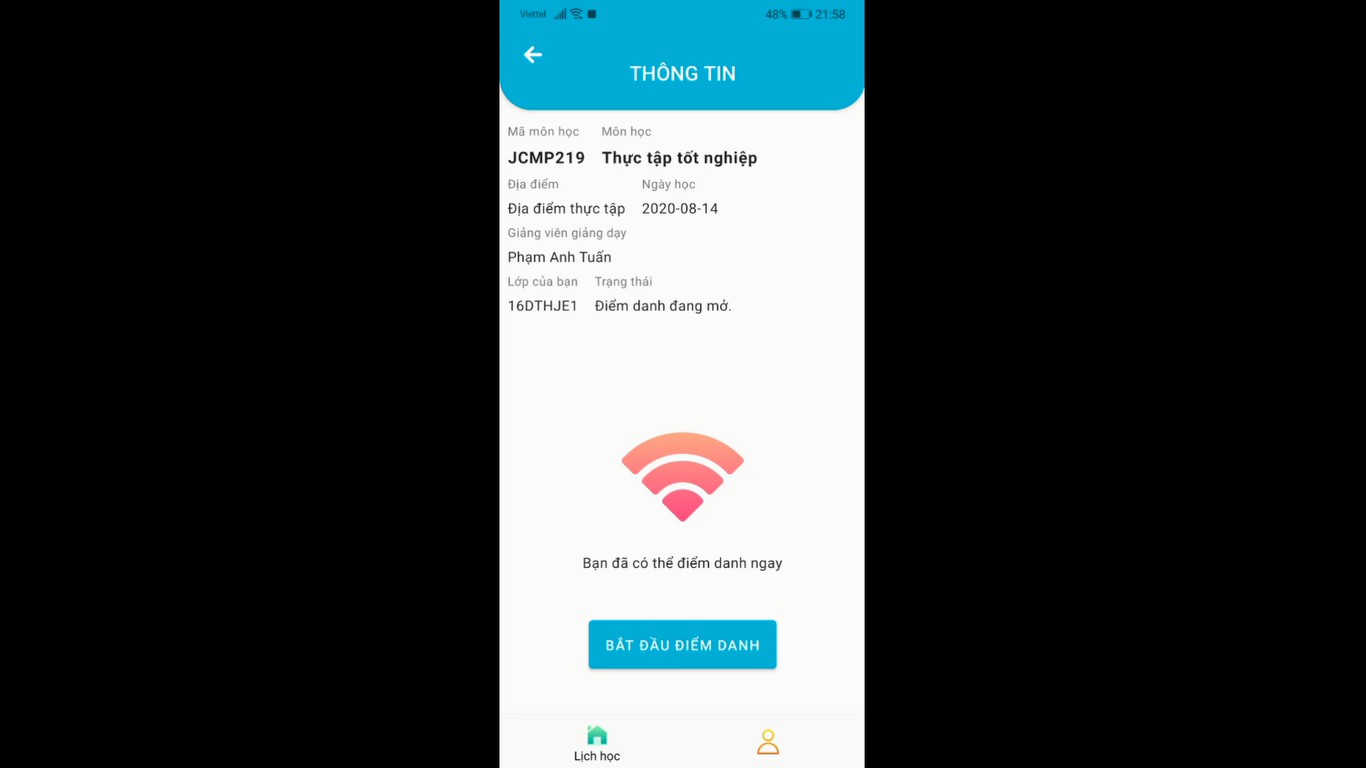 Viettel 48% 21:58
THÔNG TIN
Mã môn học Môn học
JCMP219 Thực tập tốt nghiệp
Địa điểm Ngày học
Địa điểm thực tập 2020-08-14
Giảng viên giảng dạy
Phạm Anh Tuấn
Lớp của bạn Trạng thái
16DTHJE1 Điểm danh đang mở.
Bạn đã có thể điểm danh ngay
BẮT ĐẦU ĐIỂM DANH
Lịch học